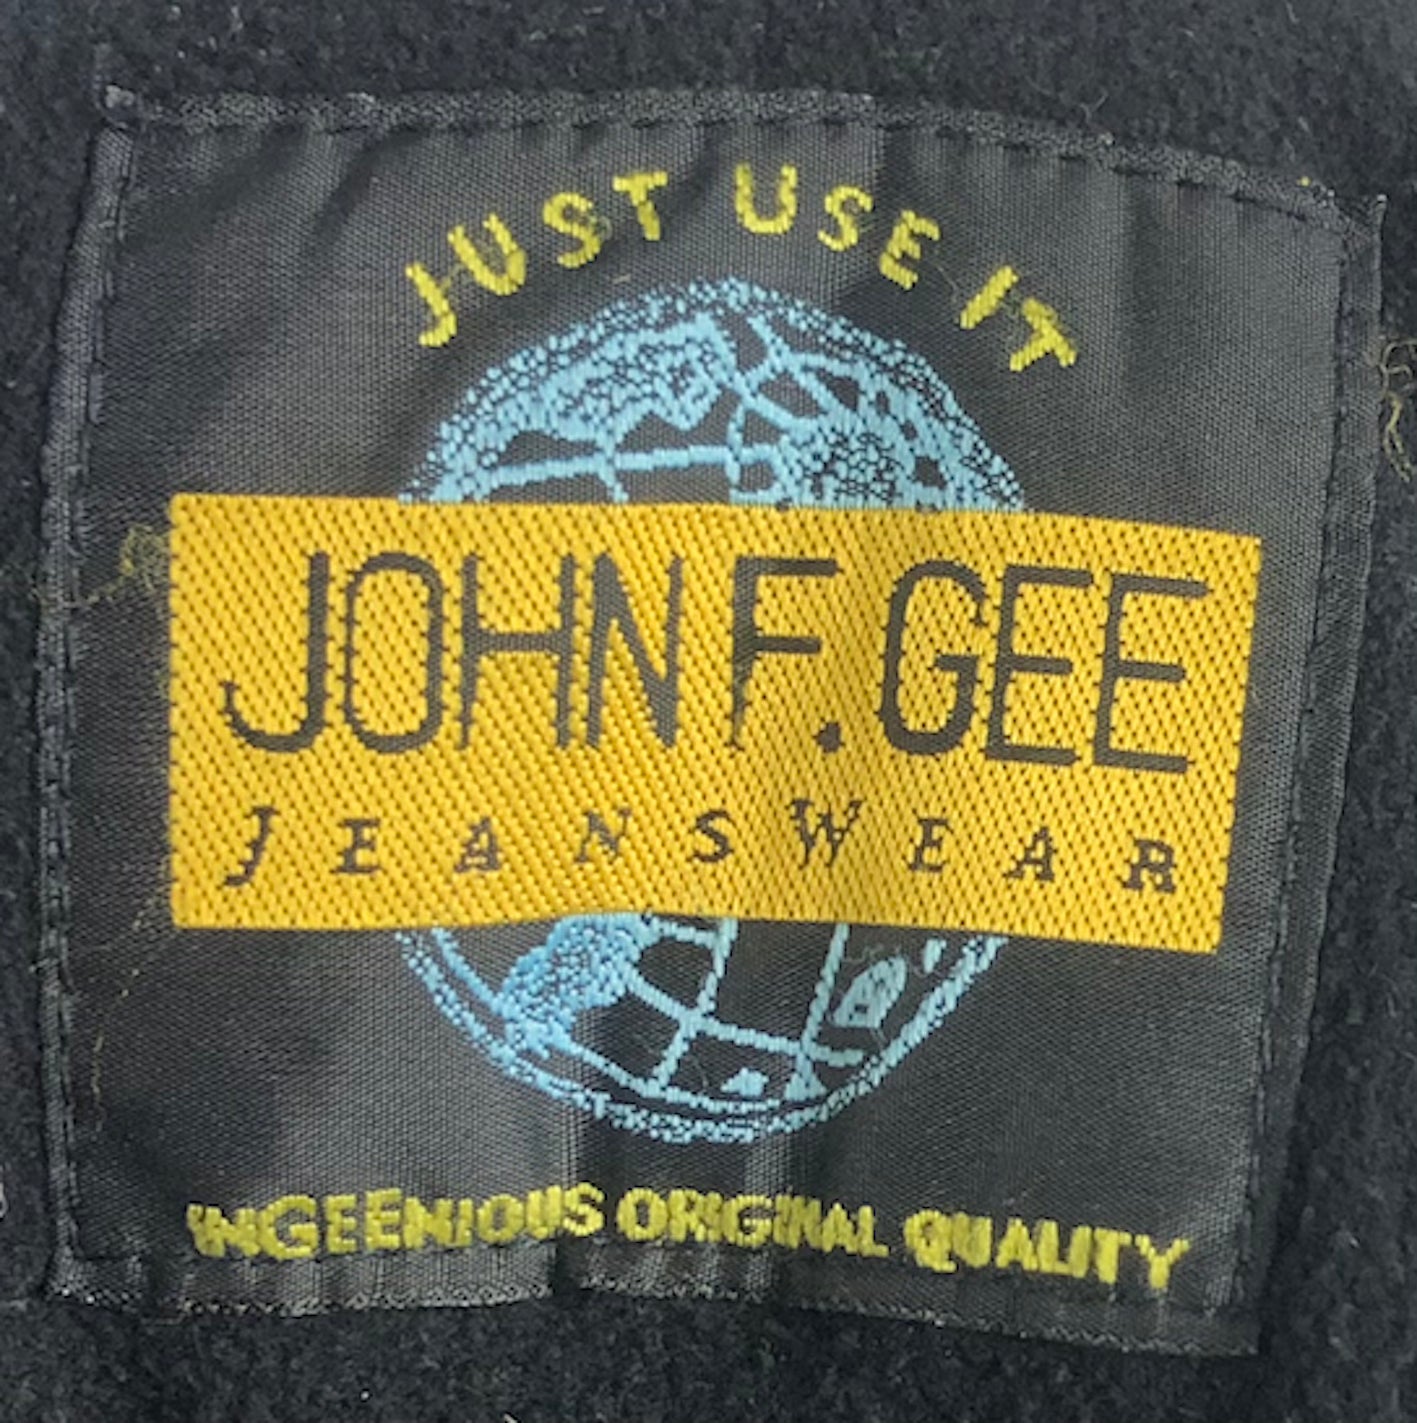 JUST USE IT
JOHN F. GEE
JEANSWEAR
INGEENIOUS ORIGINAL QUALITY